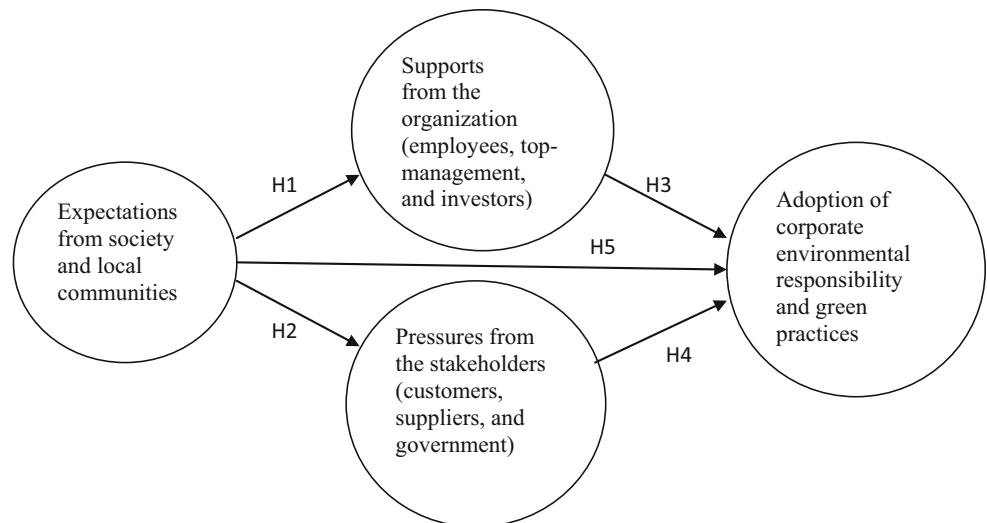 Supports
from the
organization
(employees, top-
management,
and investors)
H1
H3
Expectations
from society
and local
communities
Adoption of
corporate
environmental
responsibility
and green
practices
H5
H2
Pressures from
the stakeholders
(customers,
suppliers, and
government)
H4